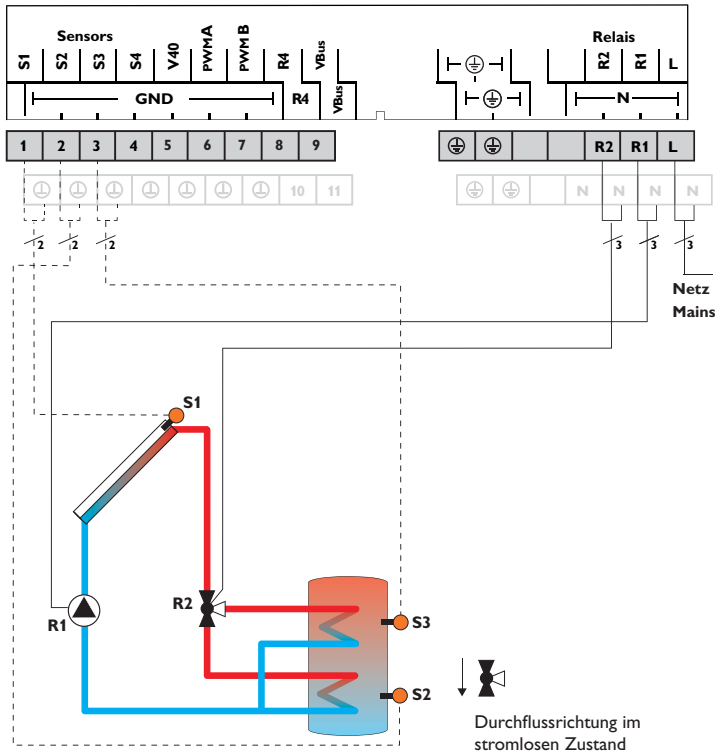 Sensors
Relais
S1 S2 S3 S4 V40 PWM A PWM B R4 VBus
R2 R1 L
GND R4 VBus
N
1 2 3 4 5 6 7 8 9
R2 R1 L
10 11
N N N N
2 2 2
3 3 3
Netz
Mains
S1
R2
R1
S3
S2
Durchflussrichtung im
stromlosen Zustand